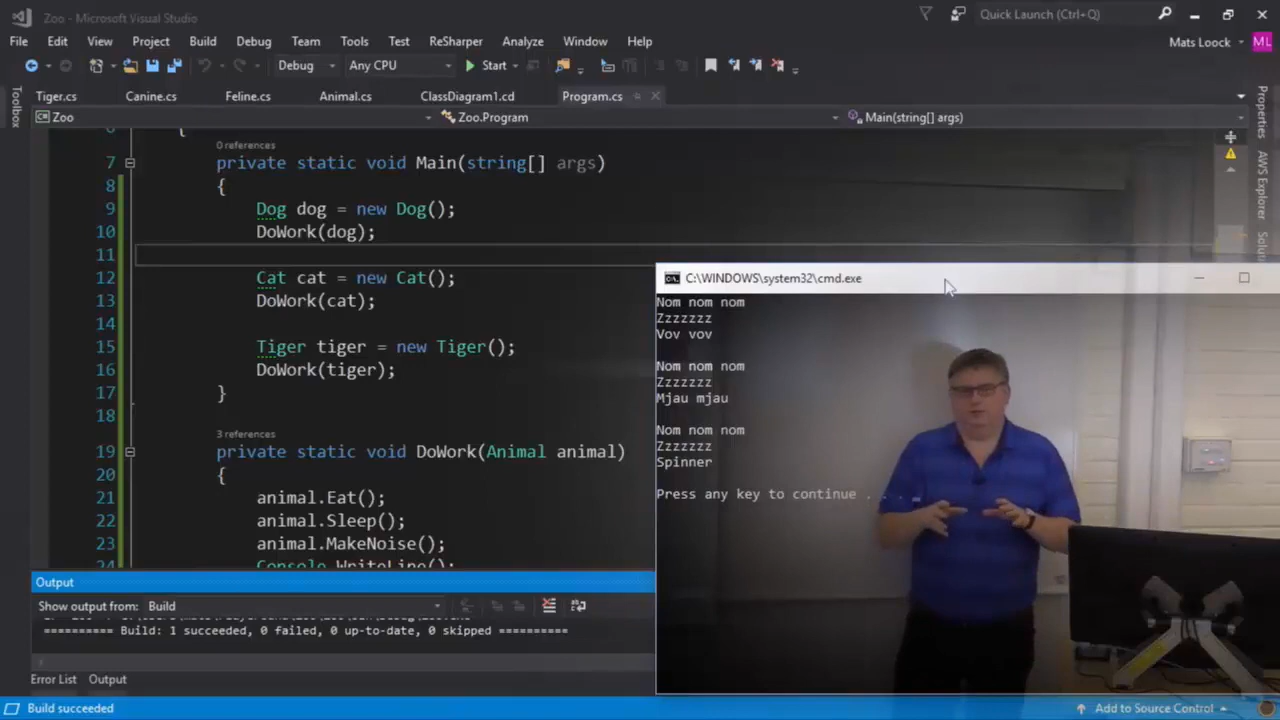 Zoo - Microsoft Visual Studio
Quick Launch (Ctrl+Q)
File Edit View Project Build Debug Team Tools Test ReSharper Analyze Window Help
Mats Loock ML
Debug Any CPU Start
Toolbox
Tiger.cs Canine.cs Feline.cs Animal.cs ClassDiagram1.cd Program.cs
Zoo Zoo.Program Main(string[] args)
Properties
AWS Explorer
{
0 references
7 private static void Main(string[] args)
8 {
9 Dog dog = new Dog();
10 DoWork(dog);
11
12 Cat cat = new Cat();
13 DoWork(cat);
14
15 Tiger tiger = new Tiger();
16 DoWork(tiger);
17 }
18
3 references
19 private static void DoWork(Animal animal)
20 {
21 animal.Eat();
22 animal.Sleep();
23 animal.MakeNoise();
24 Console.WriteLine();
C:\WINDOWS\system32\cmd.exe
Nom nom nom
Zzzzzzz
Vov vov
Nom nom nom
Zzzzzzz
Mjau mjau
Nom nom nom
Zzzzzzz
Spinner
Press any key to continue . . .
Output
Show output from: Build
========== Build: 1 succeeded, 0 failed, 0 up-to-date, 0 skipped ==========
Error List Output
Build succeeded
Add to Source Control